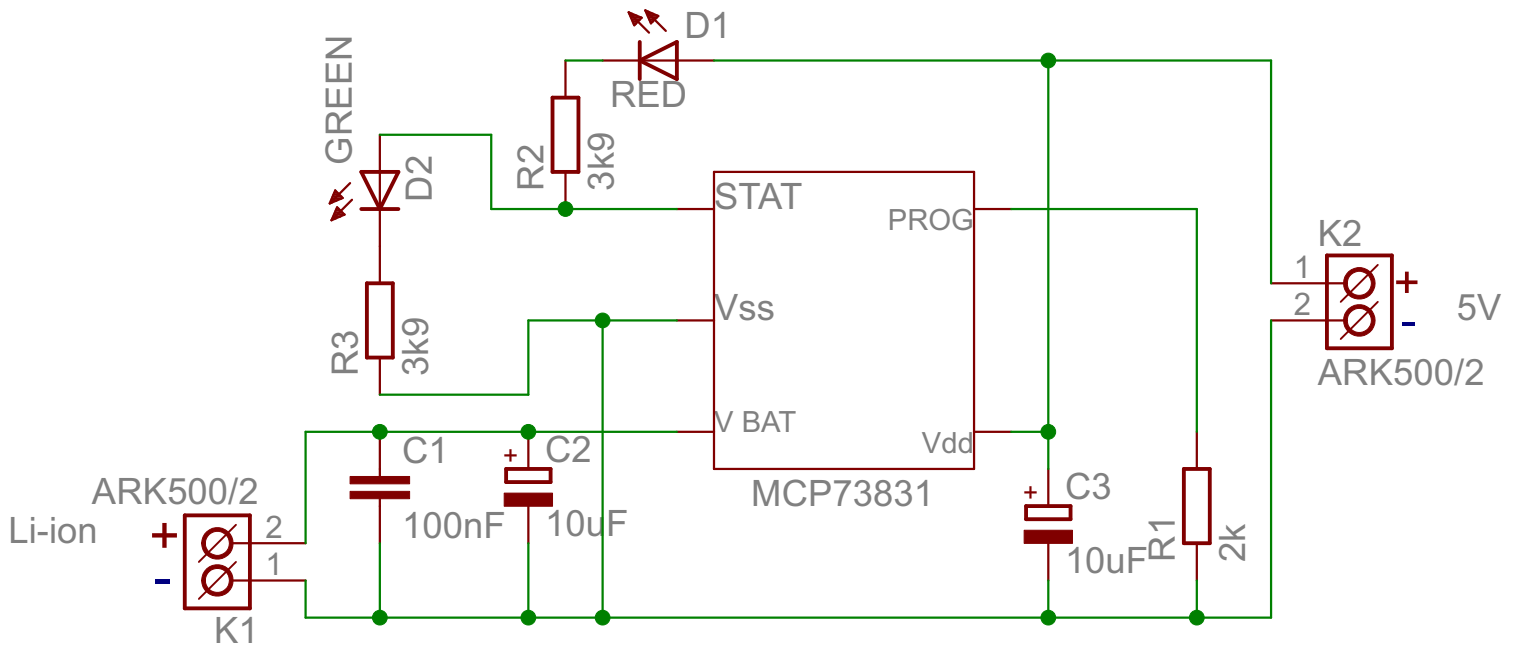 D1
RED
GREEN
D2
R2
3k9
STAT
PROG
K2
1
+
2
-
5V
ARK500/2
Vss
R3
3k9
V BAT
Vdd
MCP73831
C1
100nF
+
C2
10uF
+
C3
10uF
R1
2k
ARK500/2
Li-ion
+
2
-
1
K1